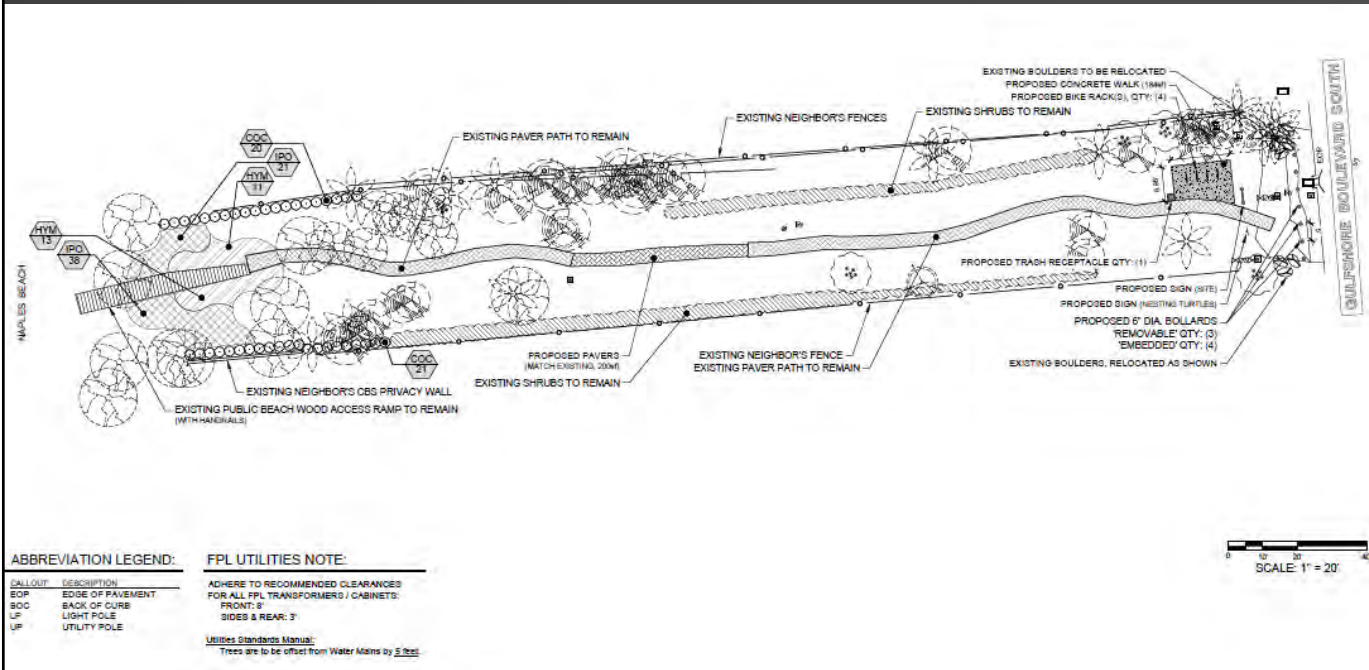 EXISTING BOULDERS TO BE RELOCATED
PROPOSED CONCRETE WALK (184sf)
PROPOSED BIKE RACK(S), QTY: (4)
EXISTING SHRUBS TO REMAIN
EXISTING NEIGHBOR'S FENCES
EXISTING PAVER PATH TO REMAIN
COC
20
IPO
21
HYM
11
HYM
13
IPO
38
NAPLES BEACH
GULFSHORE BOULEVARD SOUTH
EOP
PROPOSED TRASH RECEPTACLE QTY: (1)
PROPOSED SIGN (SITE)
PROPOSED SIGN (NESTING TURTLES)
PROPOSED 6" DIA. BOLLARDS
'REMOVABLE' QTY: (3)
'EMBEDDED' QTY: (4)
EXISTING BOULDERS, RELOCATED AS SHOWN
PROPOSED PAVERS
(MATCH EXISTING, 200sf)
EXISTING SHRUBS TO REMAIN
EXISTING NEIGHBOR'S FENCE
EXISTING PAVER PATH TO REMAIN
COC
21
EXISTING NEIGHBOR'S CBS PRIVACY WALL
EXISTING PUBLIC BEACH WOOD ACCESS RAMP TO REMAIN
(WITH HANDRAILS)
ABBREVIATION LEGEND:
CALLOUT DESCRIPTION
EOP EDGE OF PAVEMENT
BOC BACK OF CURB
LP LIGHT POLE
UP UTILITY POLE
FPL UTILITIES NOTE:
ADHERE TO RECOMMENDED CLEARANCES
FOR ALL FPL TRANSFORMERS / CABINETS:
FRONT: 8'
SIDES & REAR: 3'
Utilities Standards Manual:
Trees are to be offset from Water Mains by 5 feet.
0 10' 20' 40'
SCALE: 1" = 20'